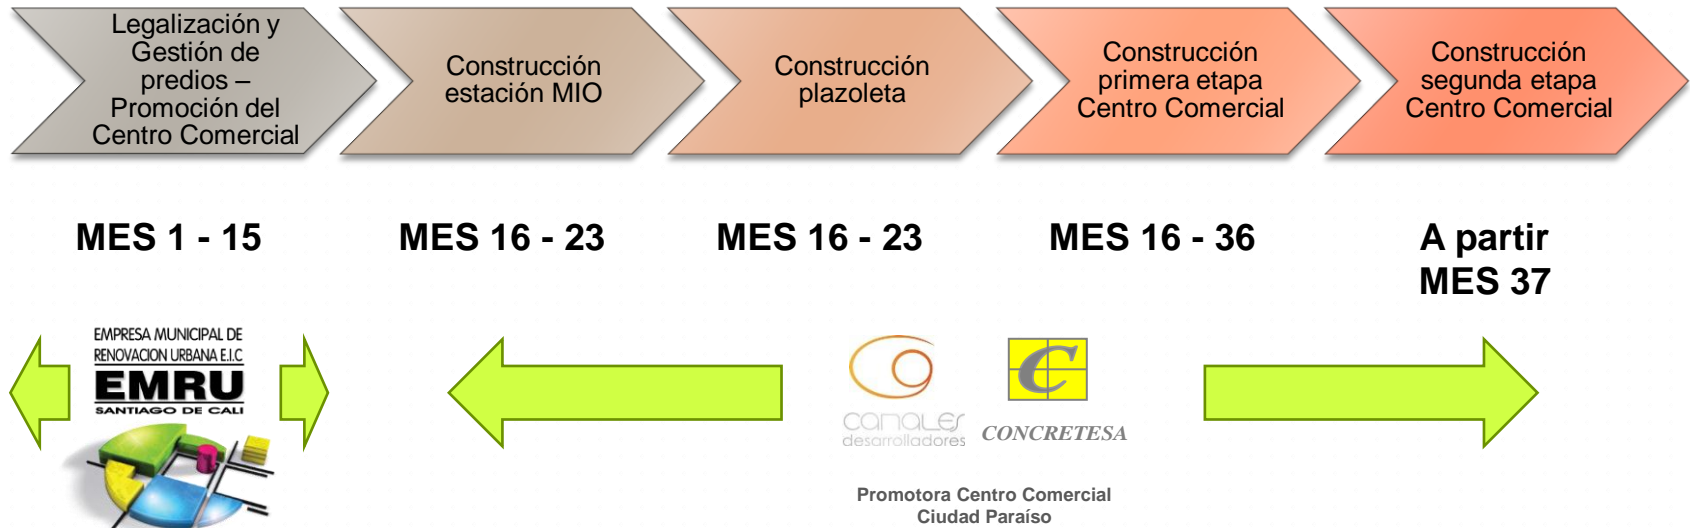 Legalización y
Gestión de
predios –
Promoción del
Centro Comercial
Construcción
estación MIO
Construcción
plazoleta
Construcción
primera etapa
Centro Comercial
Construcción
segunda etapa
Centro Comercial
MES 1 - 15
MES 16 - 23
MES 16 - 23
MES 16 - 36
A partir
MES 37
EMPRESA MUNICIPAL DE
RENOVACION URBANA E.I.C
EMRU
SANTIAGO DE CALI
canales
desarrolladores
C
CONCRETESA
Promotora Centro Comercial
Ciudad Paraíso